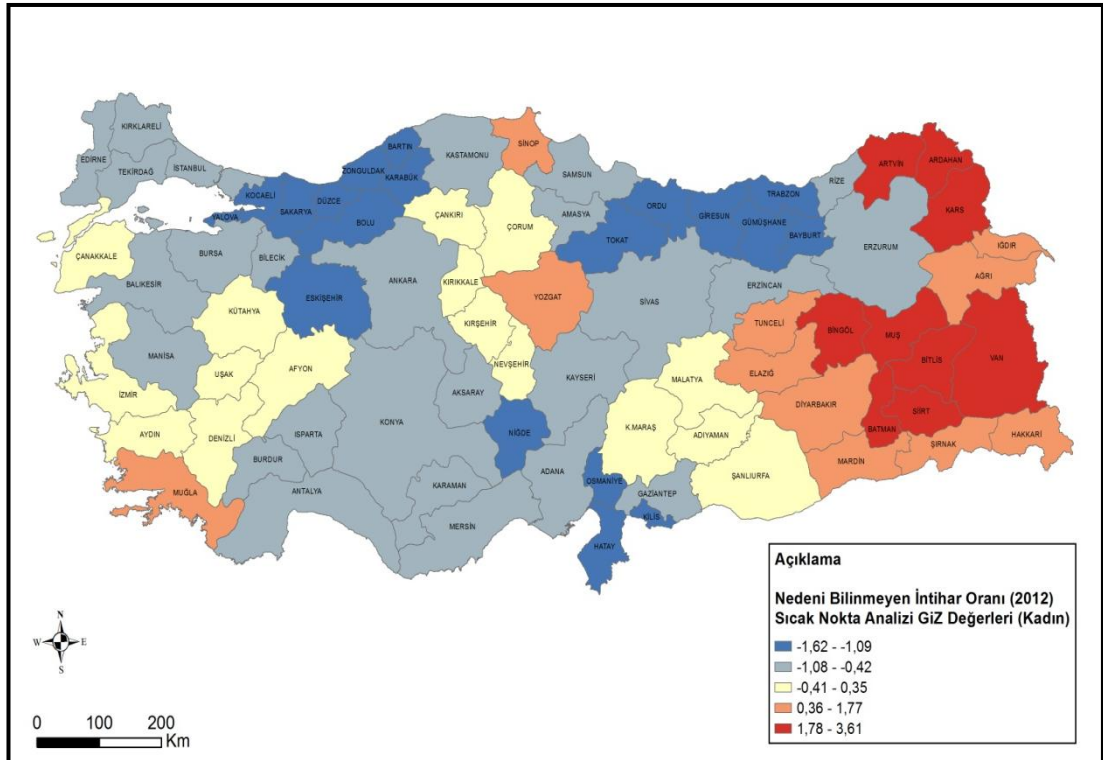 KIRKLARELİ
EDİRNE
TEKİRDAĞ
İSTANBUL
KOCAELİ
YALOVA
SAKARYA
DÜZCE
BOLU
ZONGULDAK
BARTIN
KARABÜK
KASTAMONU
SİNOP
SAMSUN
AMASYA
ÇANKIRI
ÇORUM
TOKAT
ORDU
GİRESUN
GÜMÜŞHANE
TRABZON
BAYBURT
RİZE
ARTVİN
ARDAHAN
KARS
IĞDIR
AĞRI
ERZURUM
ERZİNCAN
SİVAS
YOZGAT
KIRIKKALE
KIRŞEHİR
NEVŞEHİR
ANKARA
ESKİŞEHİR
BİLECİK
BURSA
ÇANAKKALE
BALIKESİR
KÜTAHYA
MANİSA
UŞAK
AFYON
İZMİR
AYDIN
DENİZLİ
MUĞLA
BURDUR
ISPARTA
ANTALYA
KONYA
AKSARAY
NİĞDE
KARAMAN
MERSİN
ADANA
KAYSERİ
OSMANİYE
HATAY
KİLİS
GAZİANTEP
K.MARAŞ
MALATYA
ADIYAMAN
ŞANLIURFA
TUNCELİ
ELAZIĞ
BİNGÖL
MUŞ
BİTLİS
VAN
DİYARBAKIR
BATMAN
SİİRT
MARDİN
ŞIRNAK
HAKKARİ
Açıklama
Nedeni Bilinmeyen İntihar Oranı (2012)
Sıcak Nokta Analizi GiZ Değerleri (Kadın)
-1,62 - -1,09
-1,08 - -0,42
-0,41 - 0,35
0,36 - 1,77
1,78 - 3,61
N
W E
S
0 100 200
Km